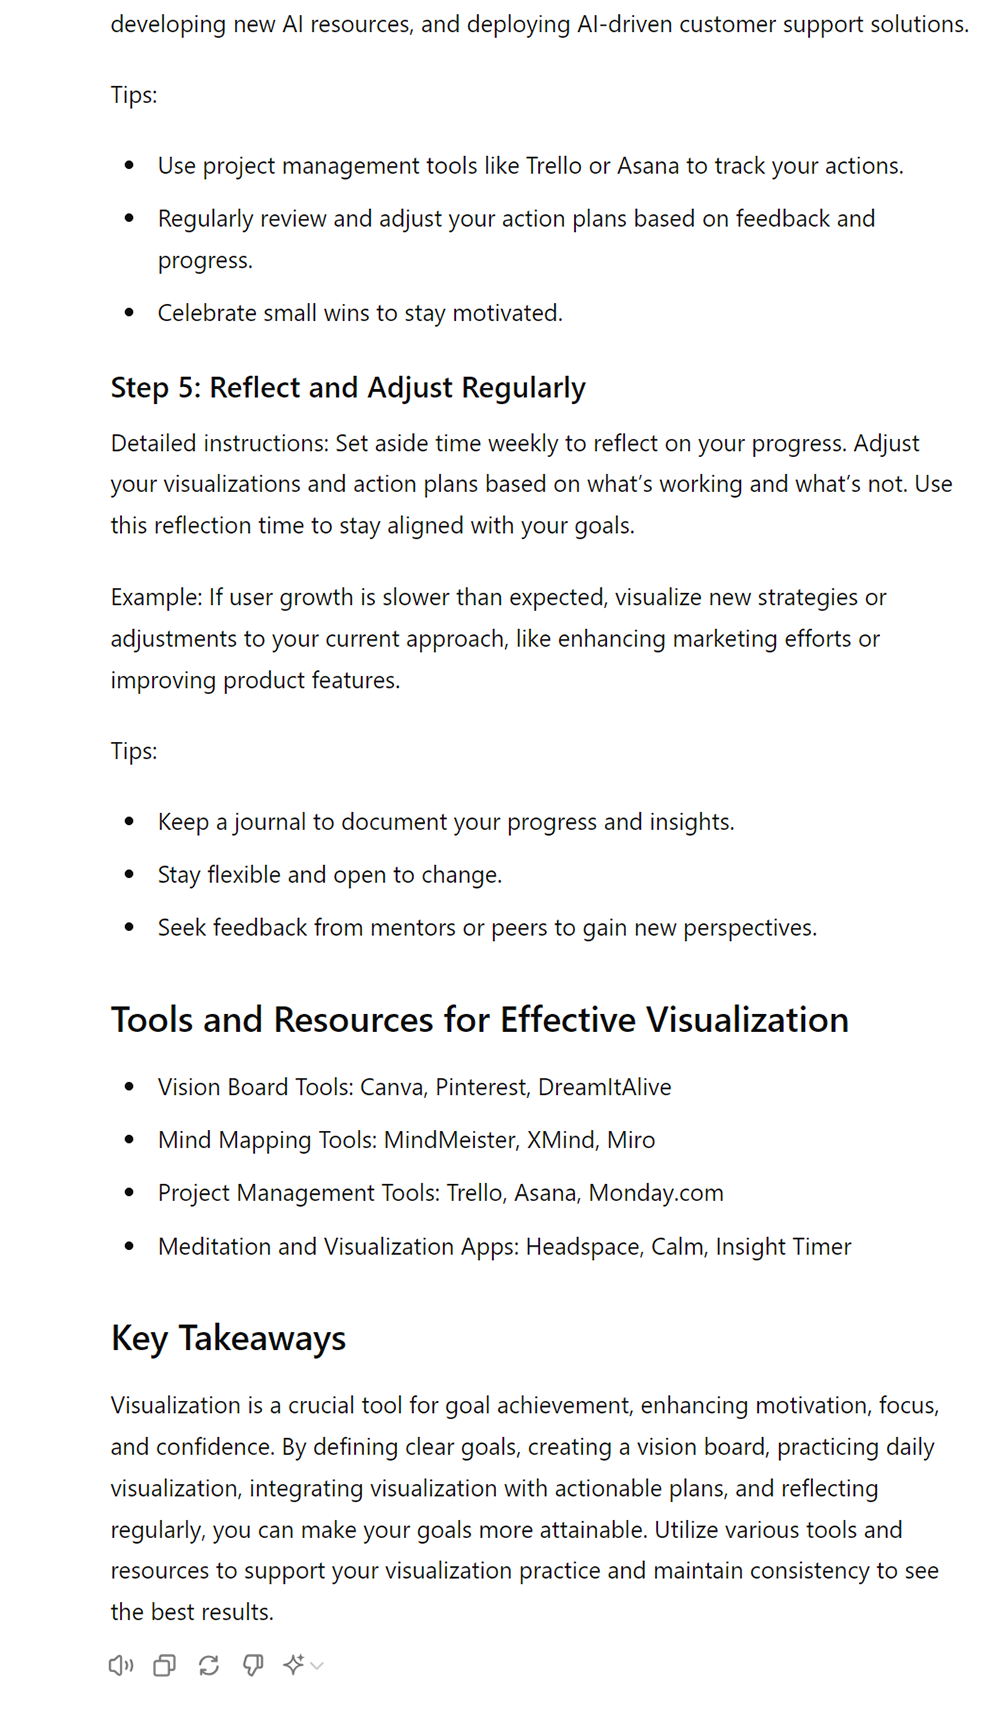 developing new AI resources, and deploying AI-driven customer support solutions.
Tips:
Use project management tools like Trello or Asana to track your actions.
Regularly review and adjust your action plans based on feedback and
progress.
Celebrate small wins to stay motivated.
Step 5: Reflect and Adjust Regularly
Detailed instructions: Set aside time weekly to reflect on your progress. Adjust
your visualizations and action plans based on what’s working and what’s not. Use
this reflection time to stay aligned with your goals.
Example: If user growth is slower than expected, visualize new strategies or
adjustments to your current approach, like enhancing marketing efforts or
improving product features.
Tips:
Keep a journal to document your progress and insights.
Stay flexible and open to change.
Seek feedback from mentors or peers to gain new perspectives.
Tools and Resources for Effective Visualization
Vision Board Tools: Canva, Pinterest, DreamItAlive
Mind Mapping Tools: MindMeister, XMind, Miro
Project Management Tools: Trello, Asana, Monday.com
Meditation and Visualization Apps: Headspace, Calm, Insight Timer
Key Takeaways
Visualization is a crucial tool for goal achievement, enhancing motivation, focus,
and confidence. By defining clear goals, creating a vision board, practicing daily
visualization, integrating visualization with actionable plans, and reflecting
regularly, you can make your goals more attainable. Utilize various tools and
resources to support your visualization practice and maintain consistency to see
the best results.